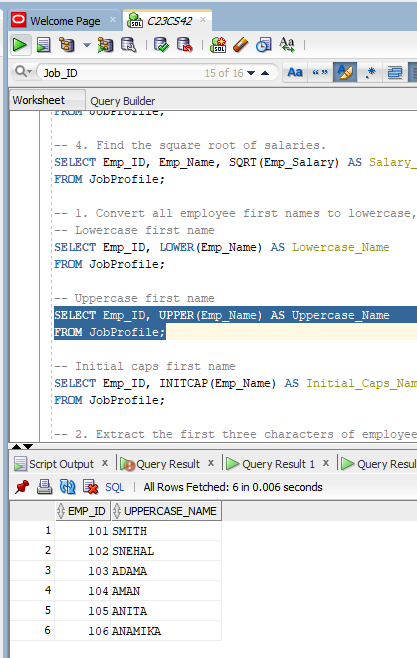 Welcome Page
C23CS42
SQL
Aa
Job_ID
15 of 16
Aa
Worksheet
Query Builder
FROM JobProfile;
-- 4. Find the square root of salaries.
SELECT Emp_ID, Emp_Name, SQRT(Emp_Salary) AS Salary_
FROM JobProfile;
-- 1. Convert all employee first names to lowercase,
-- Lowercase first name
SELECT Emp_ID, LOWER(Emp_Name) AS Lowercase_Name
FROM JobProfile;
-- Uppercase first name
SELECT Emp_ID, UPPER(Emp_Name) AS Uppercase_Name
FROM JobProfile;
-- Initial caps first name
SELECT Emp_ID, INITCAP(Emp_Name) AS Initial_Caps_Nam
FROM JobProfile;
-- 2. Extract the first three characters of employee
Script Output x Query Result x Query Result 1 x Query Resul
SQL | All Rows Fetched: 6 in 0.006 seconds
EMP_ID UPPERCASE_NAME
1 101 SMITH
2 102 SNEHAL
3 103 ADAMA
4 104 AMAN
5 105 ANITA
6 106 ANAMIKA